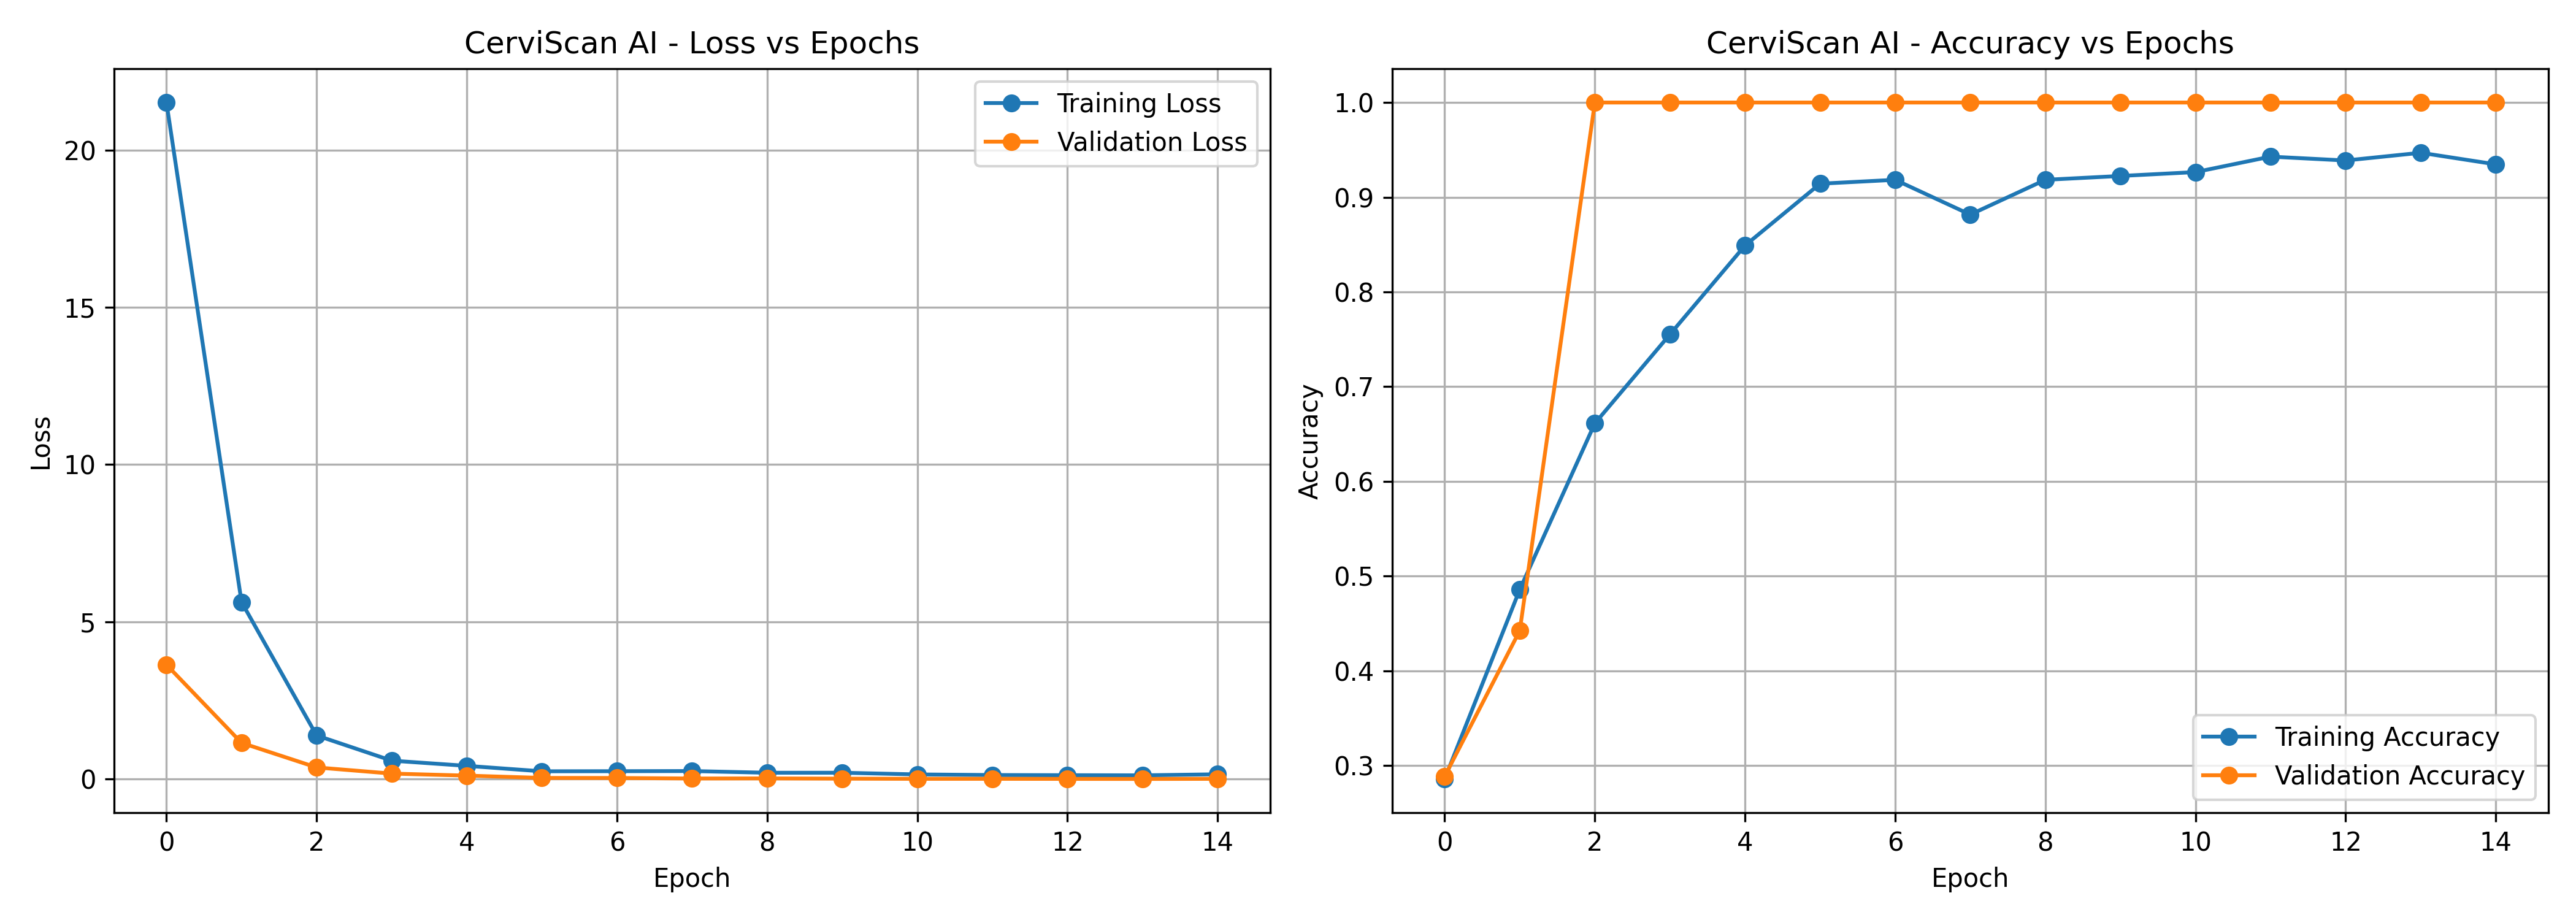 CerviScan AI - Loss vs Epochs
Training Loss
Validation Loss
20
15
10
5
0
Loss
0 2 4 6 8 10 12 14
Epoch
CerviScan AI - Accuracy vs Epochs
1.0
0.9
0.8
0.7
0.6
0.5
0.4
0.3
Accuracy
Training Accuracy
Validation Accuracy
0 2 4 6 8 10 12 14
Epoch